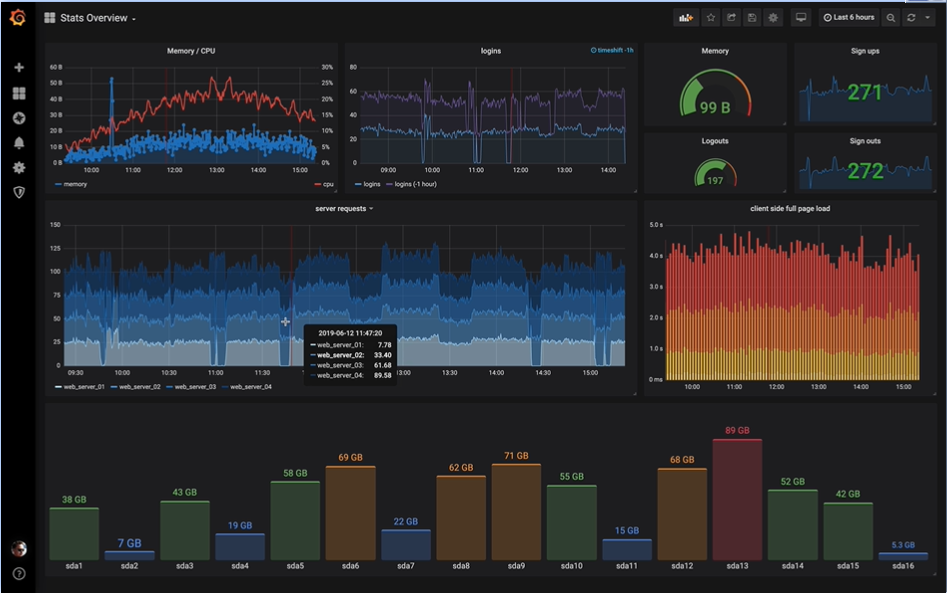 Stats Overview
Last 6 hours
Memory / CPU
60 B
50 B
40 B
30 B
20 B
10 B
0 B
30%
25%
20%
15%
10%
5%
0%
10:00 11:00 12:00 13:00 14:00 15:00
memory cpu
logins
timeshift -1h
80
60
40
20
0
09:00 10:00 11:00 12:00 13:00 14:00
logins logins (-1 hour)
Memory
99 B
Sign ups
271
Logouts
197
Sign outs
272
server requests
150
125
100
75
50
25
0
09:30 10:00 10:30 11:00 11:30 13:00 13:30 14:00 14:30 15:00
2019-06-12 11:47:20
web_server_01: 7.78
web_server_02: 33.40
web_server_03: 61.68
web_server_04: 89.58
web_server_01 web_server_02 web_server_03 web_server_04
client side full page load
5.0 s
4.0 s
3.0 s
2.0 s
1.0 s
0 ms
10:00 11:00 12:00 13:00 14:00 15:00
38 GB 7 GB 43 GB 19 GB 58 GB 69 GB 22 GB 62 GB 71 GB 55 GB 15 GB 68 GB 89 GB 52 GB 42 GB 5.3 GB
sda1 sda2 sda3 sda4 sda5 sda6 sda7 sda8 sda9 sda10 sda11 sda12 sda13 sda14 sda15 sda16